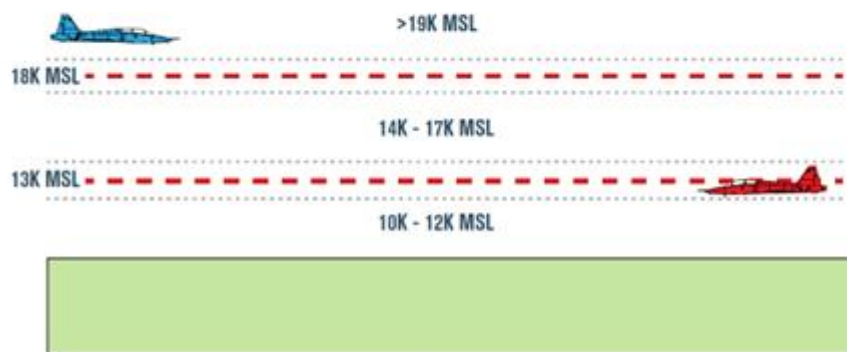 >19K MSL
18K MSL
14K - 17K MSL
13K MSL
10K - 12K MSL